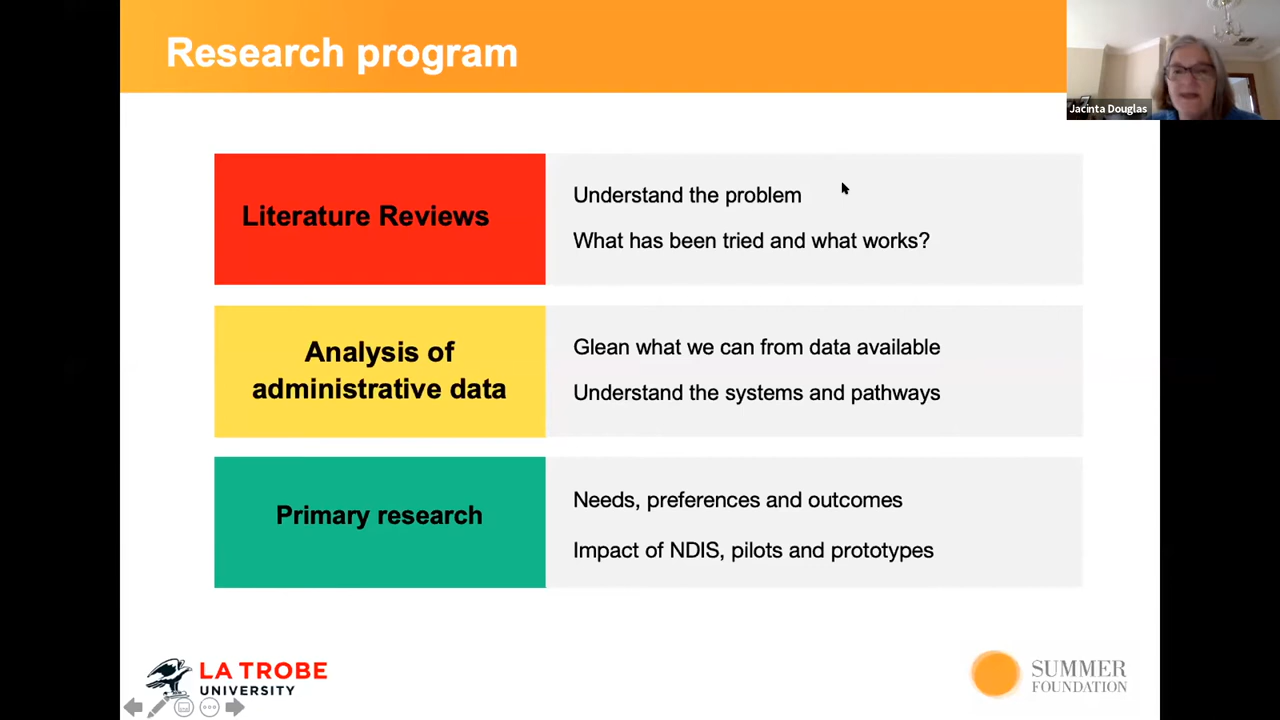 Research program
Jacinta Douglas
Literature Reviews
Understand the problem
What has been tried and what works?
Analysis of
administrative data
Glean what we can from data available
Understand the systems and pathways
Primary research
Needs, preferences and outcomes
Impact of NDIS, pilots and prototypes
LA TROBE
UNIVERSITY
SUMMER
FOUNDATION